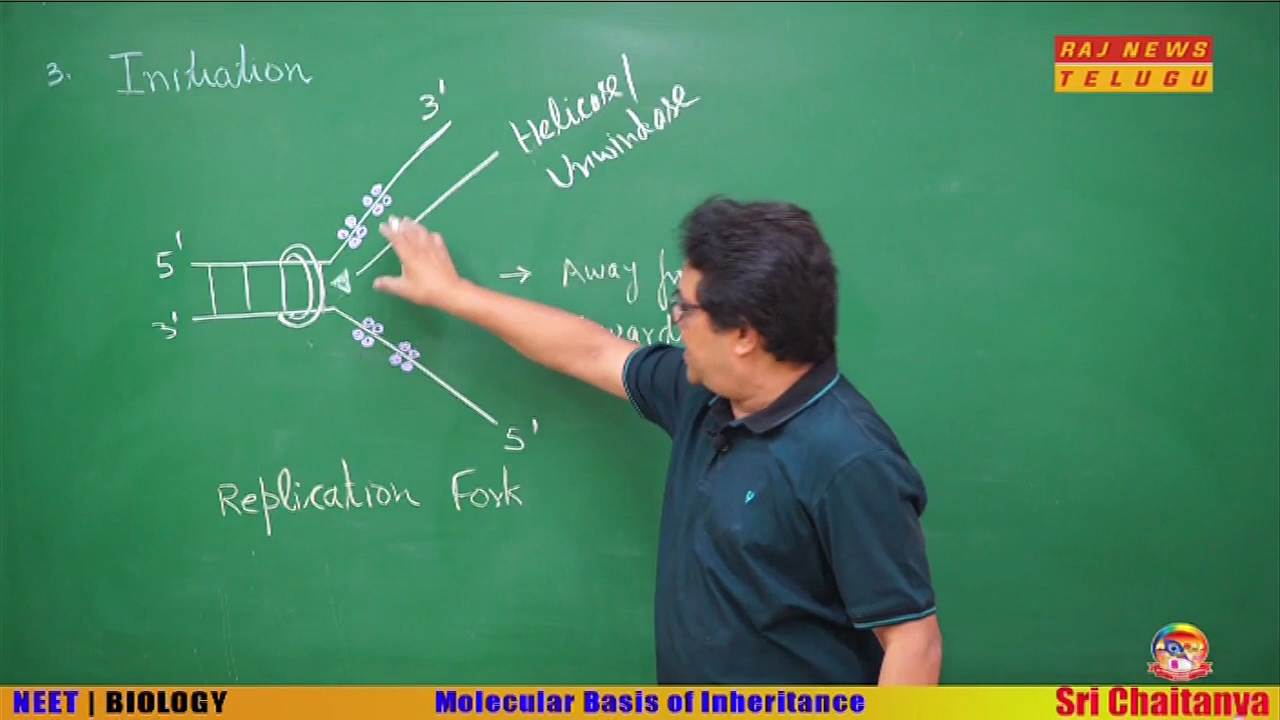 3. Initiation
RAJ NEWS
TELUGU
3'
Helicase/
Unwindase
5'
3'
→ Away
5'
Replication Fork
NEET | BIOLOGY
Molecular Basis of Inheritance
Sri Chaitanya